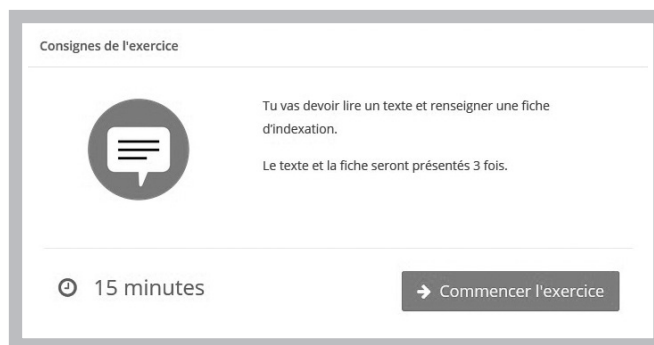 Consignes de l'exercice
Tu vas devoir lire un texte et renseigner une fiche
d'indexation.
Le texte et la fiche seront présentés 3 fois.
15 minutes
Commencer l'exercice